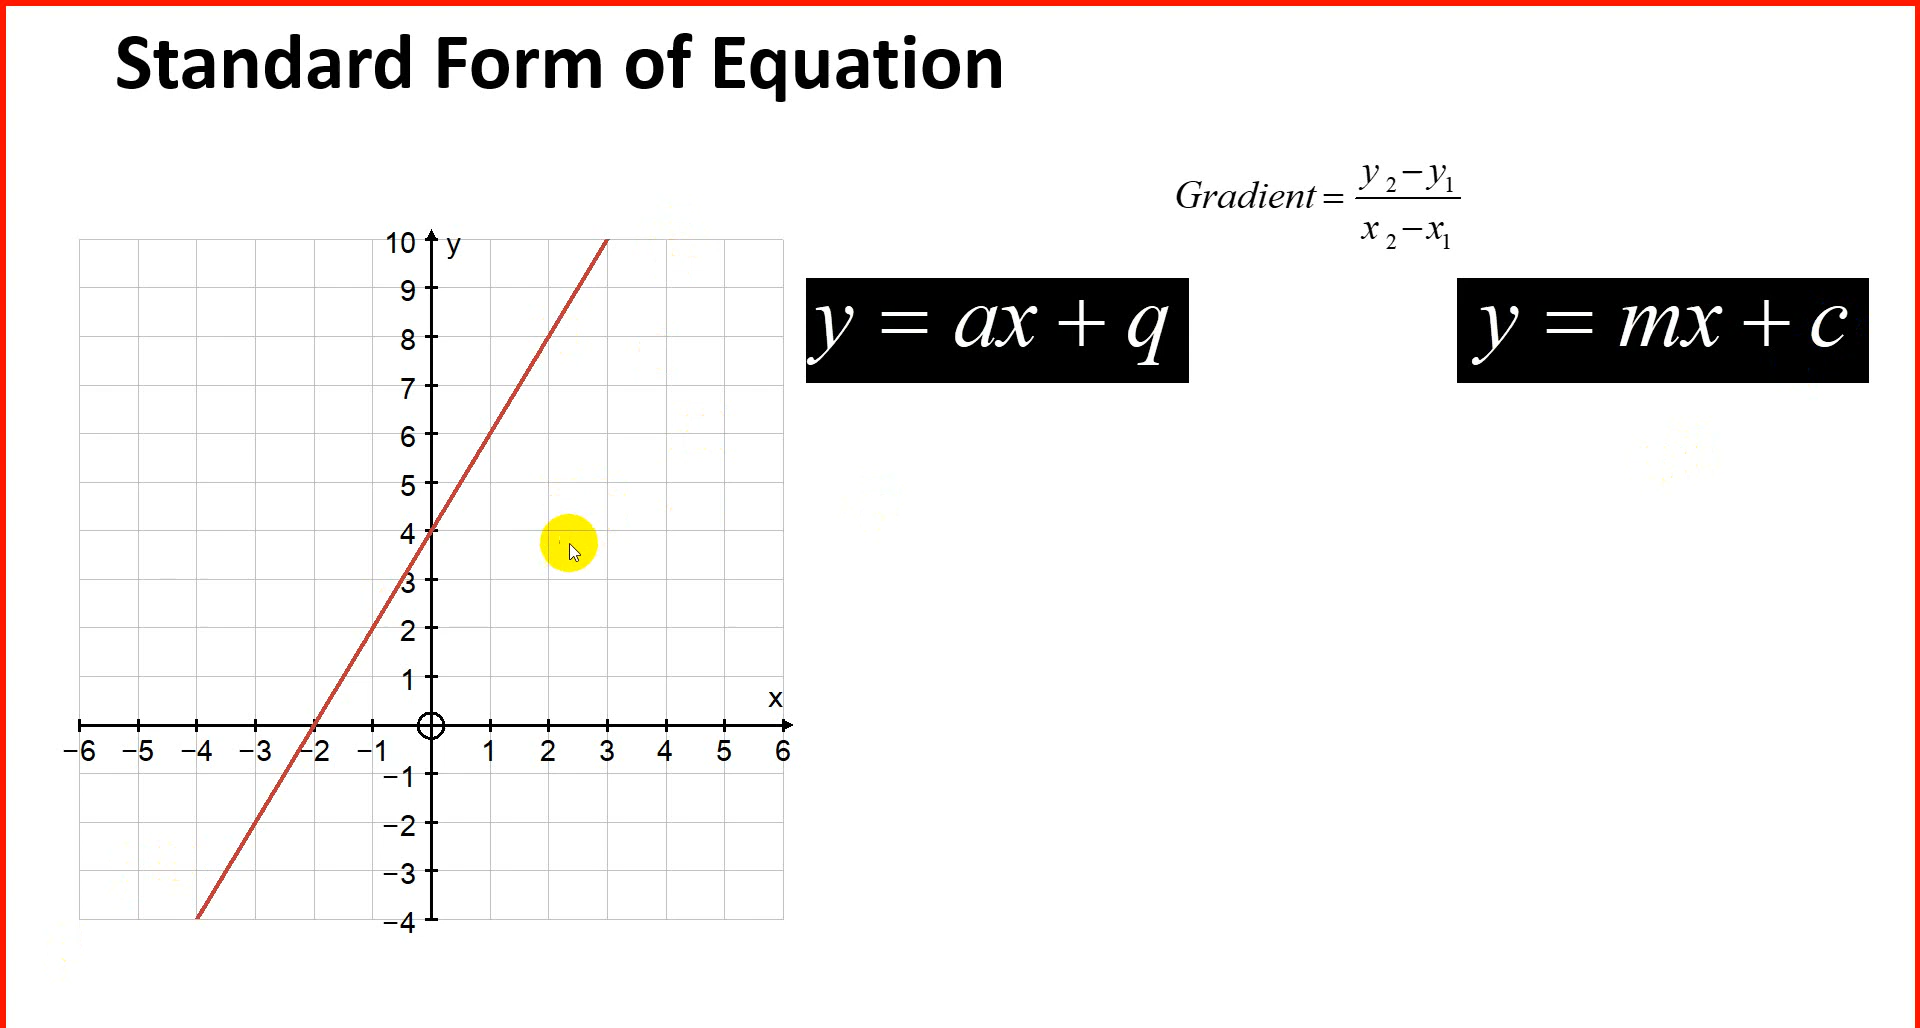 Standard Form of Equation
Gradient = y₂ − y₁ / x₂ − x₁
y = ax + q
y = mx + c
y
10
9
8
7
6
5
4
3
2
1
x
−6 −5 −4 −3 −2 −1 1 2 3 4 5 6
−1
−2
−3
−4